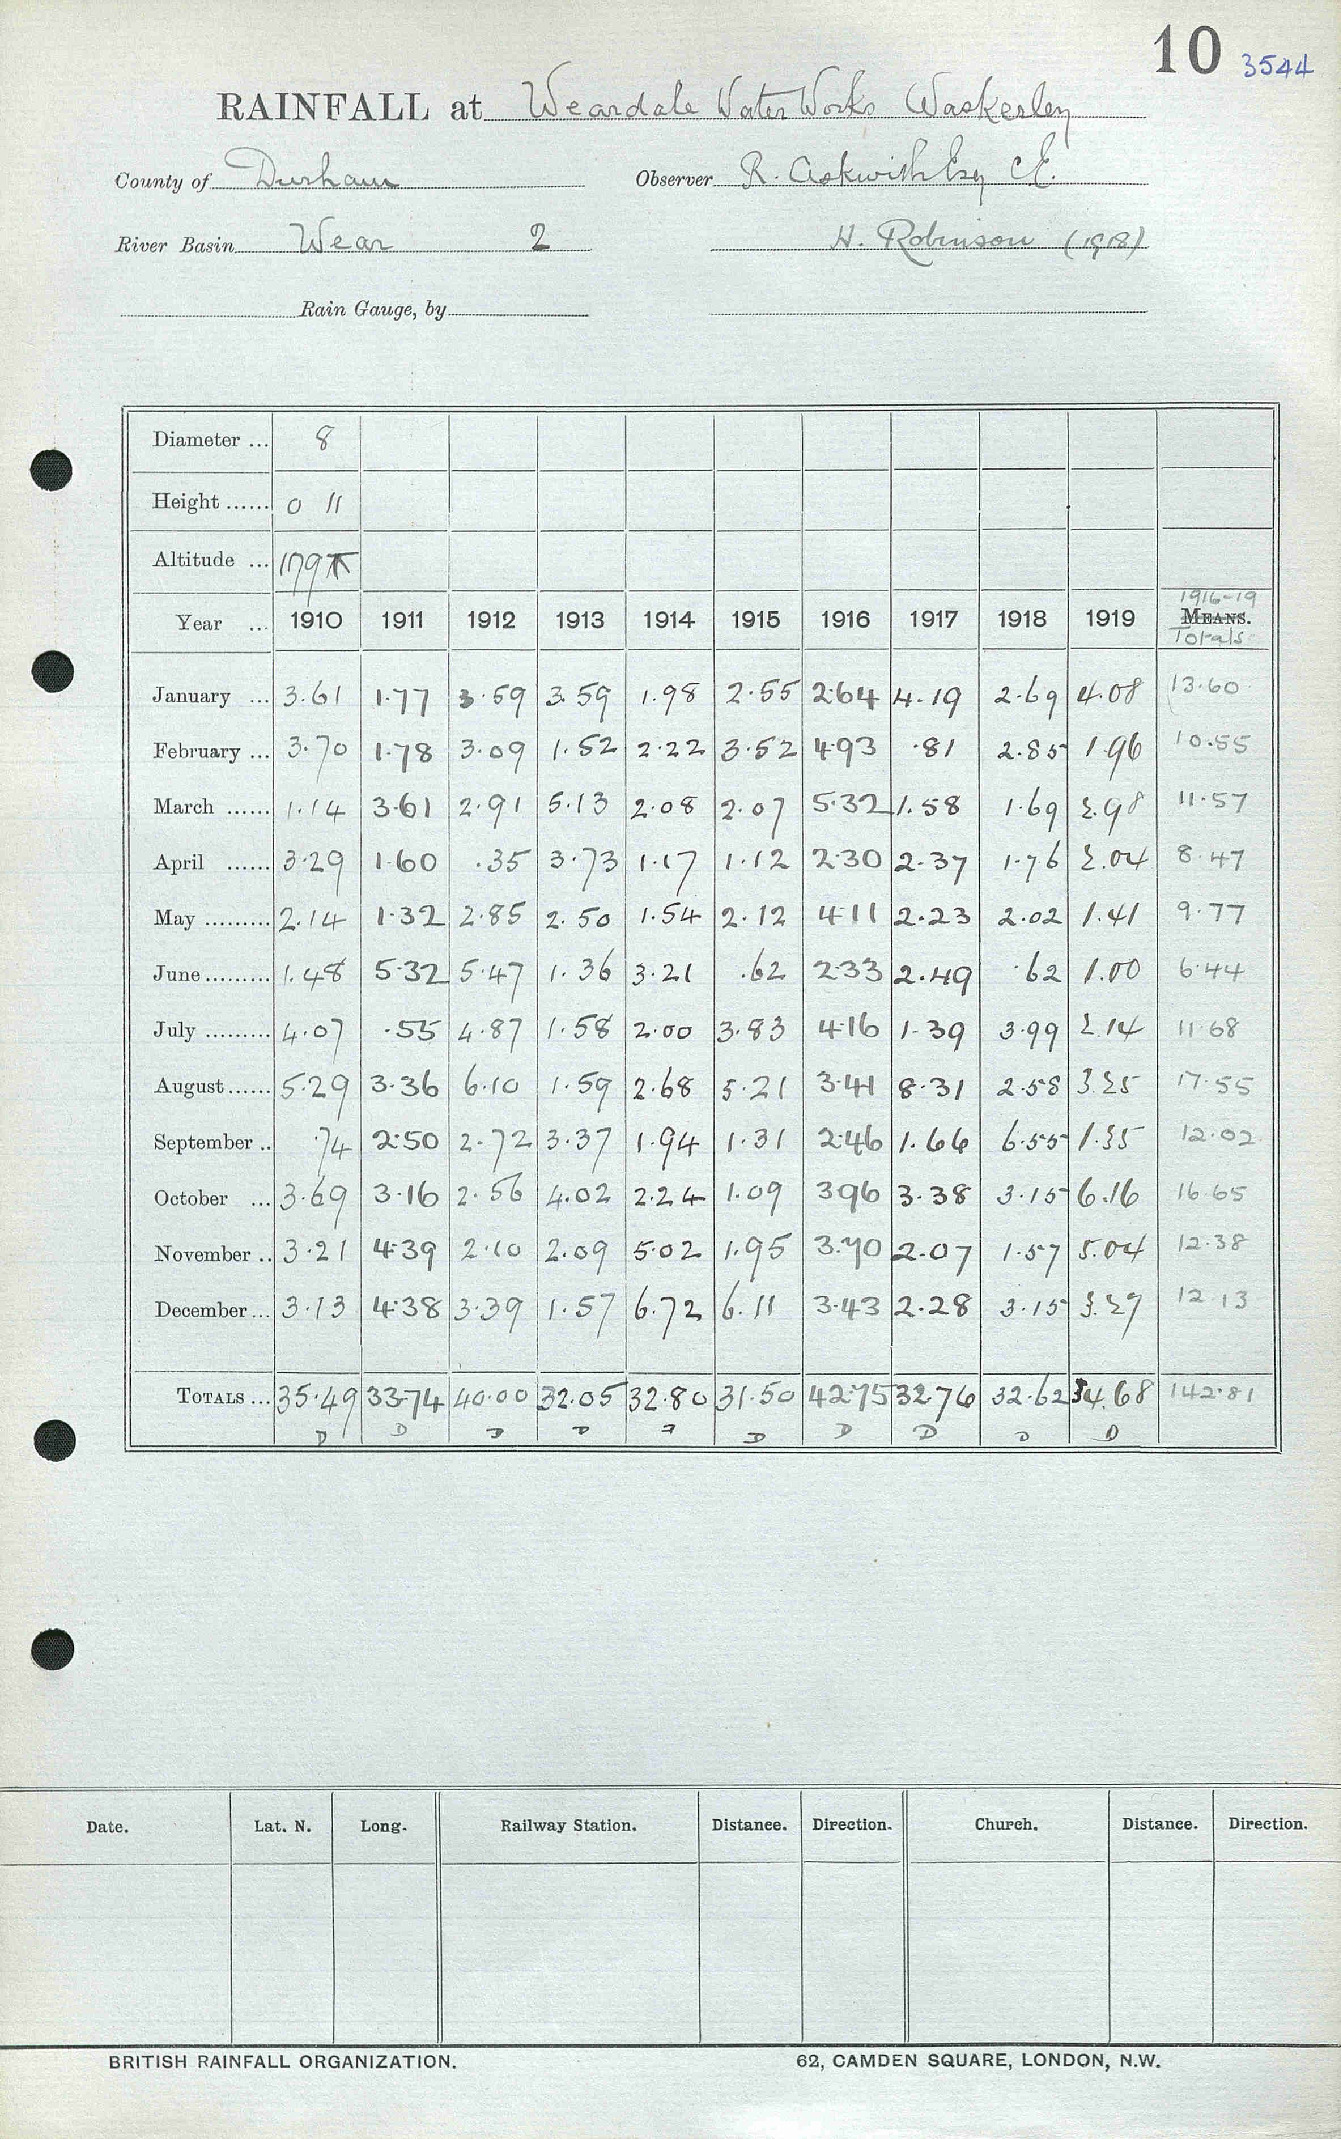 10 3544
RAINFALL at Weardale Water Works Waskerley
County of Durham Observer R. Askwith Esq C.E.
River Basin Wear 2 H. Robinson (1918)
Rain Gauge, by
Diameter ... 8
Height ...... 0 11
Altitude ...
1916-19
Year ... 1910 1911 1912 1913 1914 1915 1916 1917 1918 1919 MEANS.
Totals
January ... 3.61 1.77 3.59 3.59 1.98 2.55 2.64 4.19 2.69 4.08 13.60
February ... 3.70 1.78 3.09 1.52 2.22 3.52 4.93 .81 2.85 1.96 10.55
March ...... 1.14 3.61 2.91 5.13 2.08 2.07 5.32 1.58 1.69 2.98 11.57
April ...... 3.29 1.60 .35 3.73 1.17 1.12 2.30 2.37 1.76 2.04 8.47
May ......... 2.14 1.32 2.85 2.50 1.54 2.12 4.11 2.23 2.02 1.41 9.77
June ......... 1.48 5.32 5.47 1.36 3.21 .62 2.33 2.49 .62 1.00 6.44
July ......... 4.07 .55 4.87 1.58 2.00 3.83 4.16 1.39 3.99 2.14 11.68
August ...... 5.29 3.36 6.10 1.59 2.68 5.21 3.41 8.31 2.58 3.25 17.55
September .. .74 2.50 2.72 3.37 1.94 1.31 2.46 1.66 6.55 1.35 12.02
October ... 3.69 3.16 2.56 4.02 2.24 1.09 3.96 3.38 3.15 6.16 16.65
November .. 3.21 4.39 2.10 2.09 5.02 1.95 3.70 2.07 1.57 5.04 12.38
December ... 3.13 4.38 3.39 1.57 6.72 6.11 3.43 2.28 3.15 3.27 12.13
TOTALS ... 35.49 33.74 40.00 32.05 32.80 31.50 42.75 32.76 32.62 34.68 142.81
D D D D D D D D D D
Date. Lat. N. Long. Railway Station. Distance. Direction. Church. Distance. Direction.
BRITISH RAINFALL ORGANIZATION. 62, CAMDEN SQUARE, LONDON, N.W.